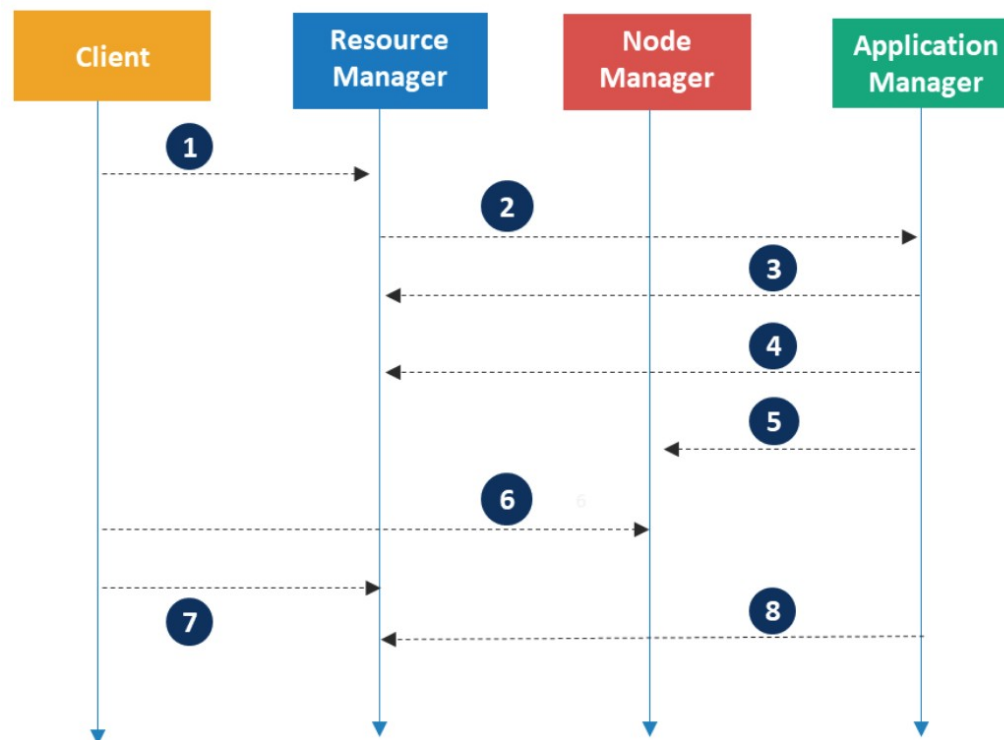 Client
Resource
Manager
Node
Manager
Application
Manager
1
2
3
4
5
6
6
7
8